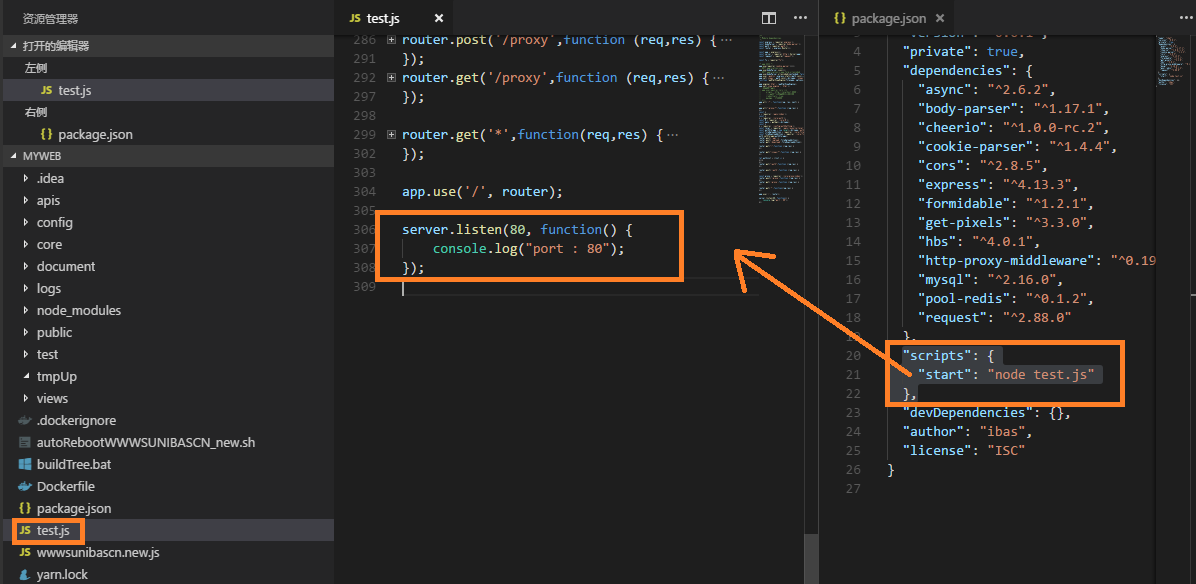 资源管理器
打开的编辑器
左侧
JS test.js
右侧
{} package.json
MYWEB
.idea
apis
config
core
document
logs
node_modules
public
test
tmpUp
views
.dockerignore
autoRebootWWWSUNIBASCN_new.sh
buildTree.bat
Dockerfile
{} package.json
JS test.js
JS wwwsunibascn.new.js
yarn.lock
JS test.js
286 router.post('/proxy',function (req,res) {···
291 });
292 router.get('/proxy',function (req,res) {···
297 });
298
299 router.get('*',function(req,res) {···
302 });
303
304 app.use('/', router);
305
306 server.listen(80, function() {
307 console.log("port : 80");
308 });
309
{} package.json
4 "private": true,
5 "dependencies": {
6 "async": "^2.6.2",
7 "body-parser": "^1.17.1",
8 "cheerio": "^1.0.0-rc.2",
9 "cookie-parser": "^1.4.4",
10 "cors": "^2.8.5",
11 "express": "^4.13.3",
12 "formidable": "^1.2.1",
13 "get-pixels": "^3.3.0",
14 "hbs": "^4.0.1",
15 "http-proxy-middleware": "^0.19
16 "mysql": "^2.16.0",
17 "pool-redis": "^0.1.2",
18 "request": "^2.88.0"
19 },
20 "scripts": {
21 "start": "node test.js"
22 },
23 "devDependencies": {},
24 "author": "ibas",
25 "license": "ISC"
26 }
27